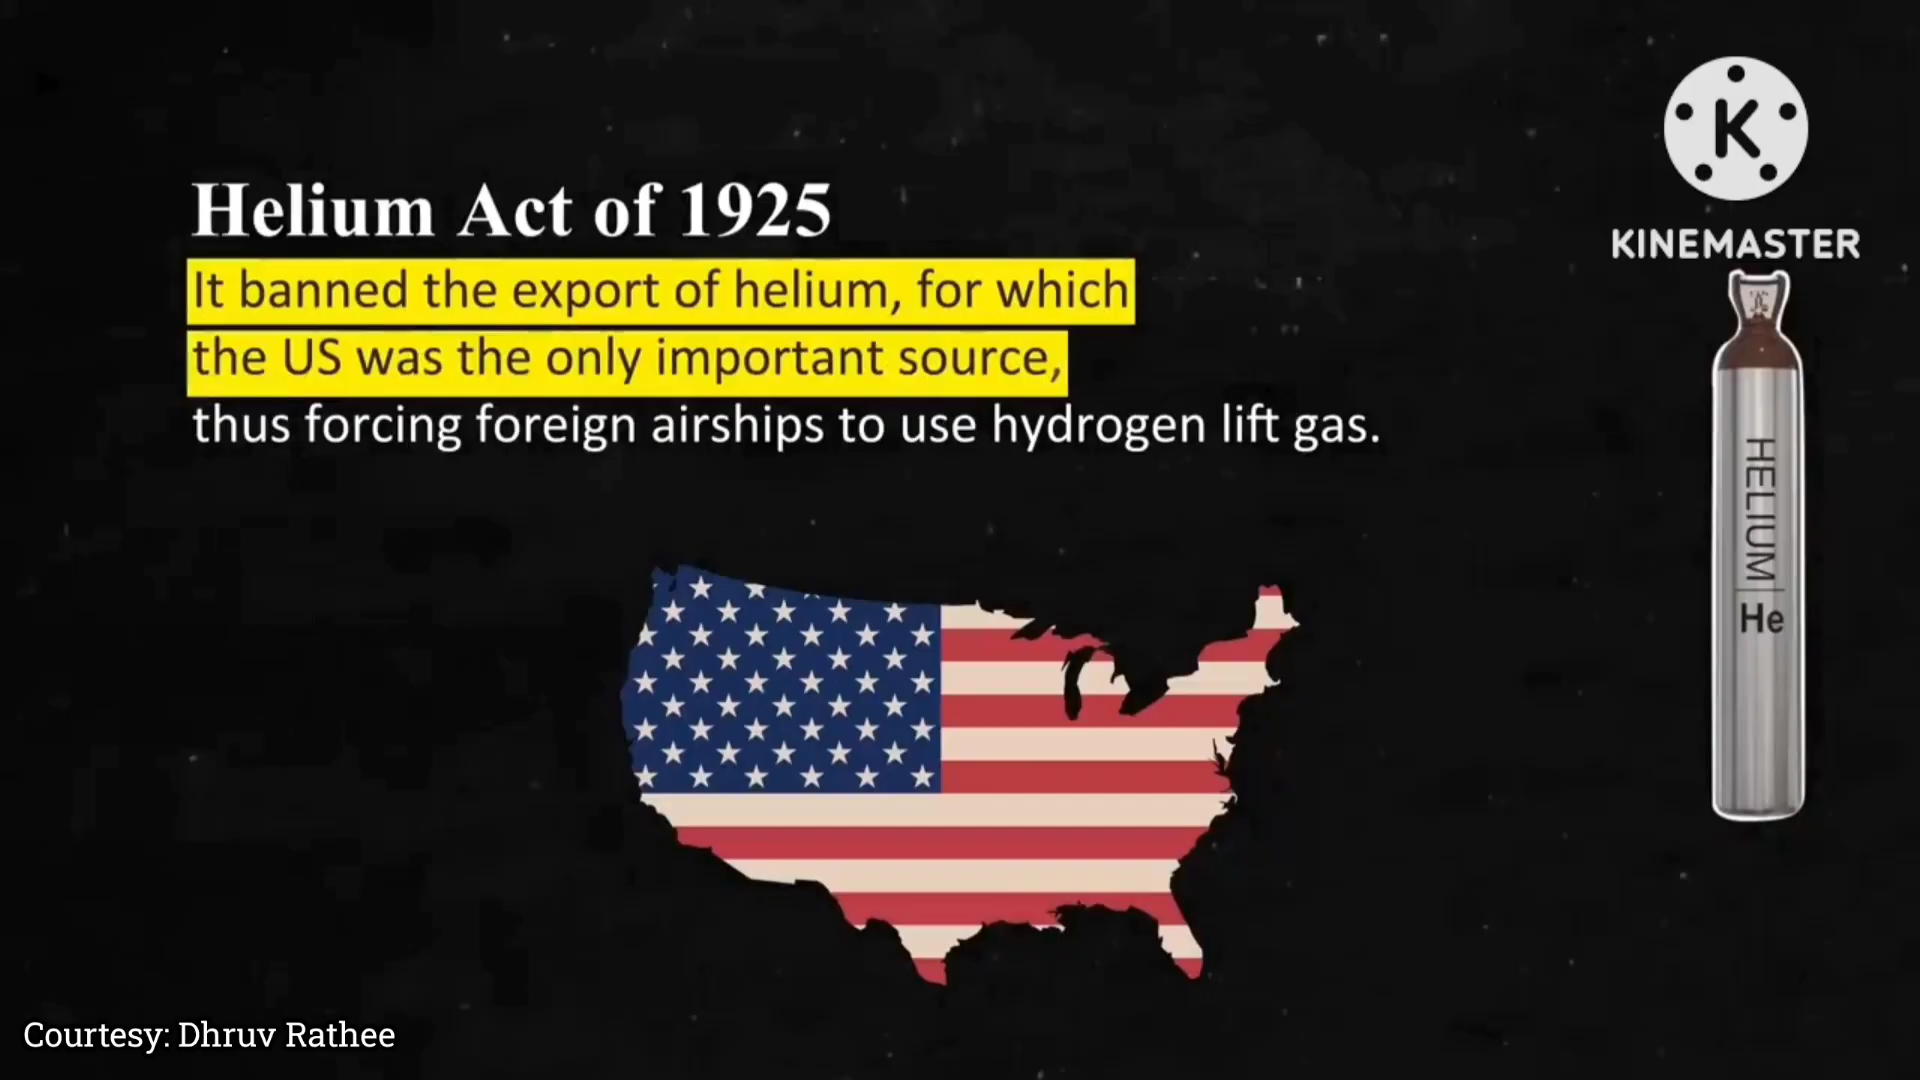 Helium Act of 1925
It banned the export of helium, for which
the US was the only important source,
thus forcing foreign airships to use hydrogen lift gas.
K
KINEMASTER
HELIUM
He
Courtesy: Dhruv Rathee